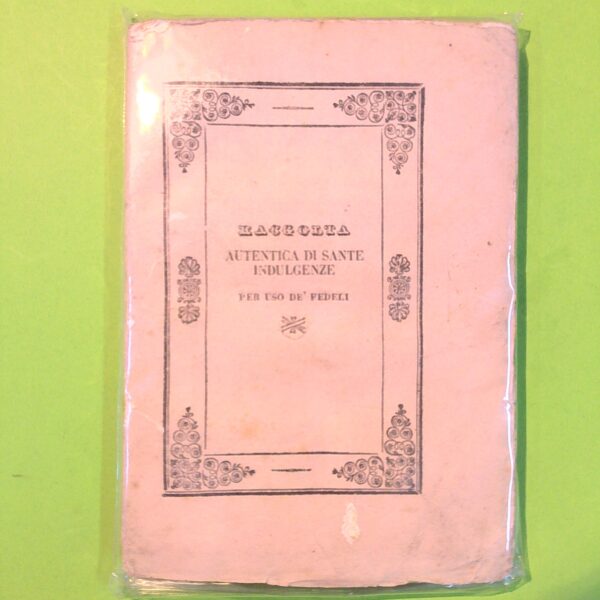 RACCOLTA
AUTENTICA DI SANTE
INDULGENZE
PER USO DE' FEDELI